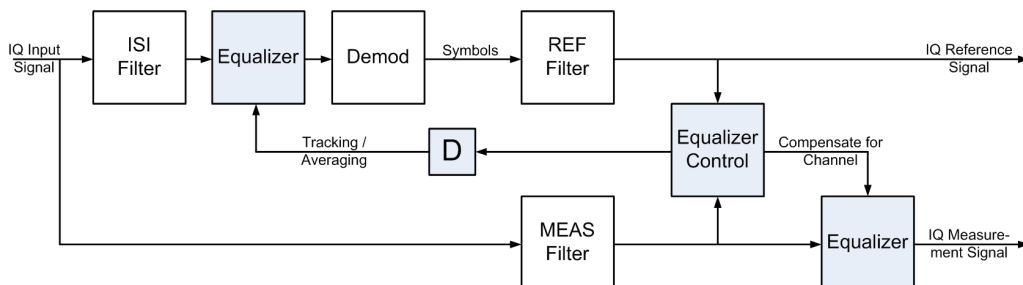 IQ Input
Signal
ISI
Filter
Equalizer
Demod
Symbols
REF
Filter
IQ Reference
Signal
Tracking /
Averaging
D
Equalizer
Control
Compensate for
Channel
MEAS
Filter
Equalizer
IQ Measure-
ment Signal